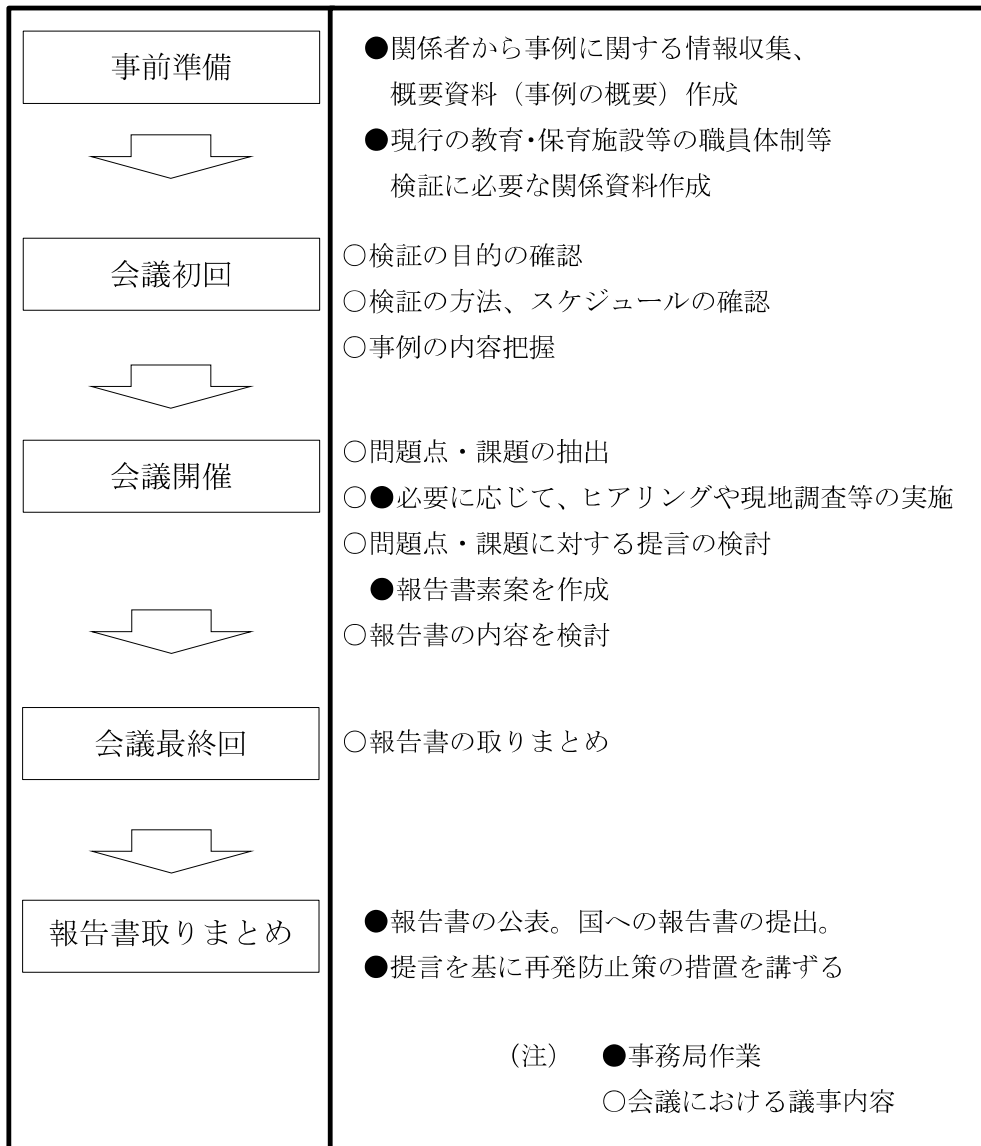 事前準備
●関係者から事例に関する情報収集、
概要資料（事例の概要）作成
●現行の教育・保育施設等の職員体制等
検証に必要な関係資料作成
会議初回
○検証の目的の確認
○検証の方法、スケジュールの確認
○事例の内容把握
会議開催
○問題点・課題の抽出
○●必要に応じて、ヒアリングや現地調査等の実施
○問題点・課題に対する提言の検討
●報告書素案を作成
○報告書の内容を検討
会議最終回
○報告書の取りまとめ
報告書取りまとめ
●報告書の公表。国への報告書の提出。
●提言を基に再発防止策の措置を講ずる
（注）　●事務局作業
○会議における議事内容